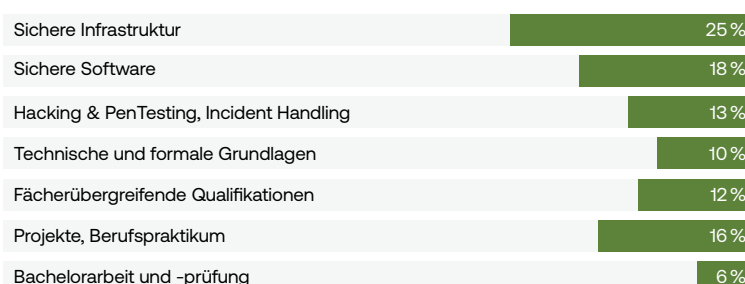 Sichere Infrastruktur 25 %
Sichere Software 18 %
Hacking & PenTesting, Incident Handling 13 %
Technische und formale Grundlagen 10 %
Fächerübergreifende Qualifikationen 12 %
Projekte, Berufspraktikum 16 %
Bachelorarbeit und -prüfung 6 %